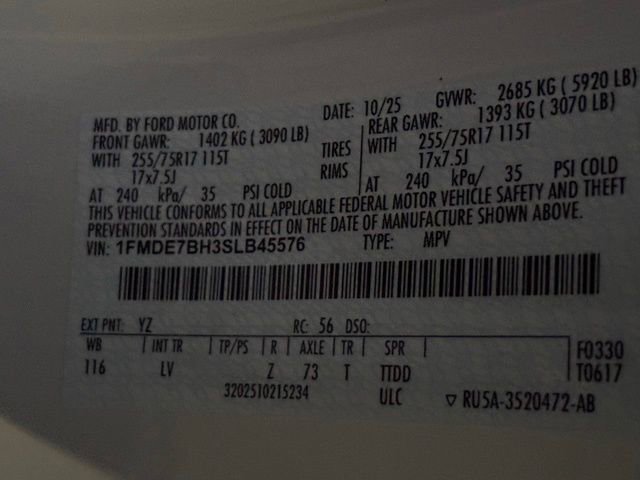 MFD. BY FORD MOTOR CO. DATE: 10/25 GVWR: 2685 KG ( 5920 LB)
FRONT GAWR: 1402 KG ( 3090 LB) REAR GAWR: 1393 KG ( 3070 LB)
WITH 255/75R17 115T TIRES WITH 255/75R17 115T
17x7.5J RIMS 17x7.5J
AT 240 kPa/ 35 PSI COLD AT 240 kPa/ 35 PSI COLD
THIS VEHICLE CONFORMS TO ALL APPLICABLE FEDERAL MOTOR VEHICLE SAFETY AND THEFT
PREVENTION STANDARDS IN EFFECT ON THE DATE OF MANUFACTURE SHOWN ABOVE.
VIN: 1FMDE7BH3SLB45576 TYPE: MPV
EXT PNT: YZ RC: 56 DSO:
WB INT TR TP/PS R AXLE TR SPR F0330
116 LV Z 73 T TTDD T0617
3202510215234 ULC ▽ RU5A-3520472-AB